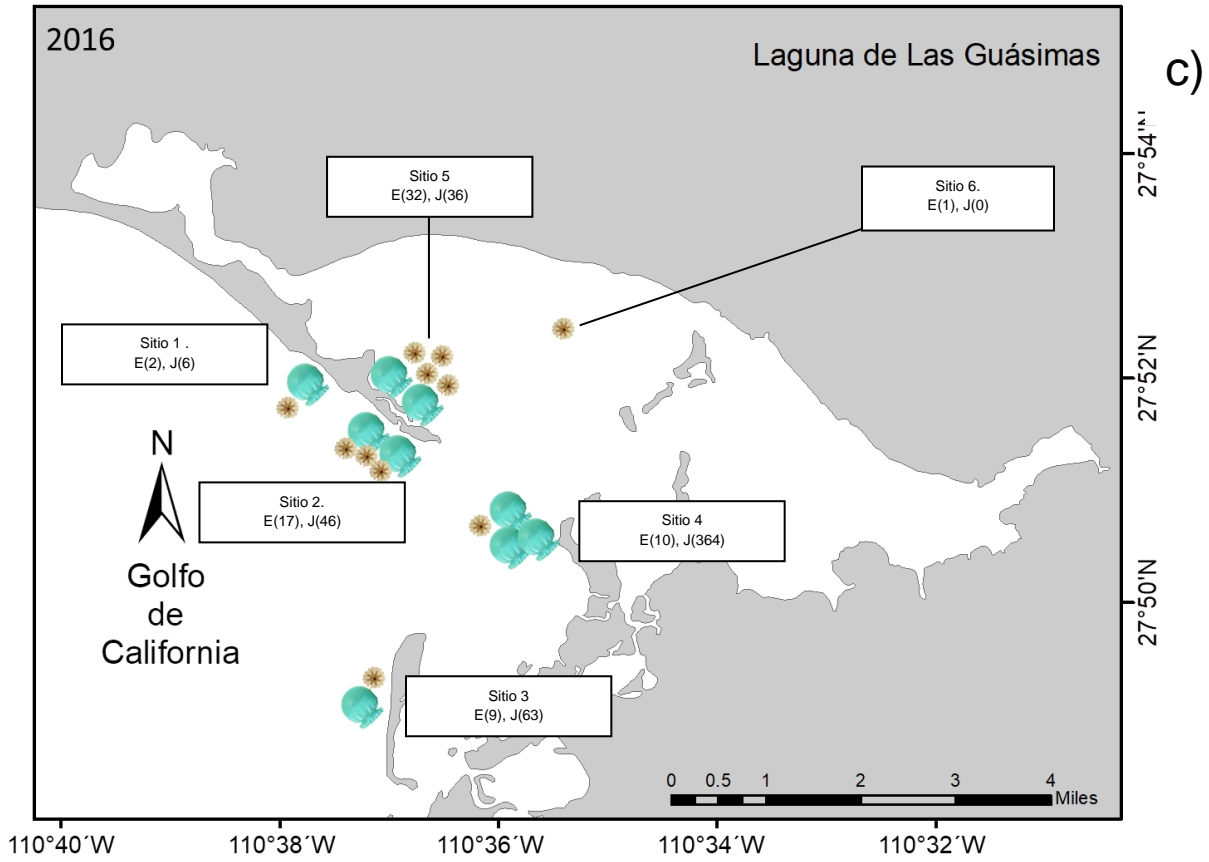 2016
Laguna de Las Guásimas
c)
Sitio 5
E(32), J(36)
Sitio 6.
E(1), J(0)
Sitio 1 .
E(2), J(6)
Sitio 2.
E(17), J(46)
Sitio 4
E(10), J(364)
Sitio 3
E(9), J(63)
N
Golfo
de
California
0 0.5 1 2 3 4
Miles
27°54'N
27°52'N
27°50'N
110°40´W 110°38´W 110°36´W 110°34´W 110°32´W